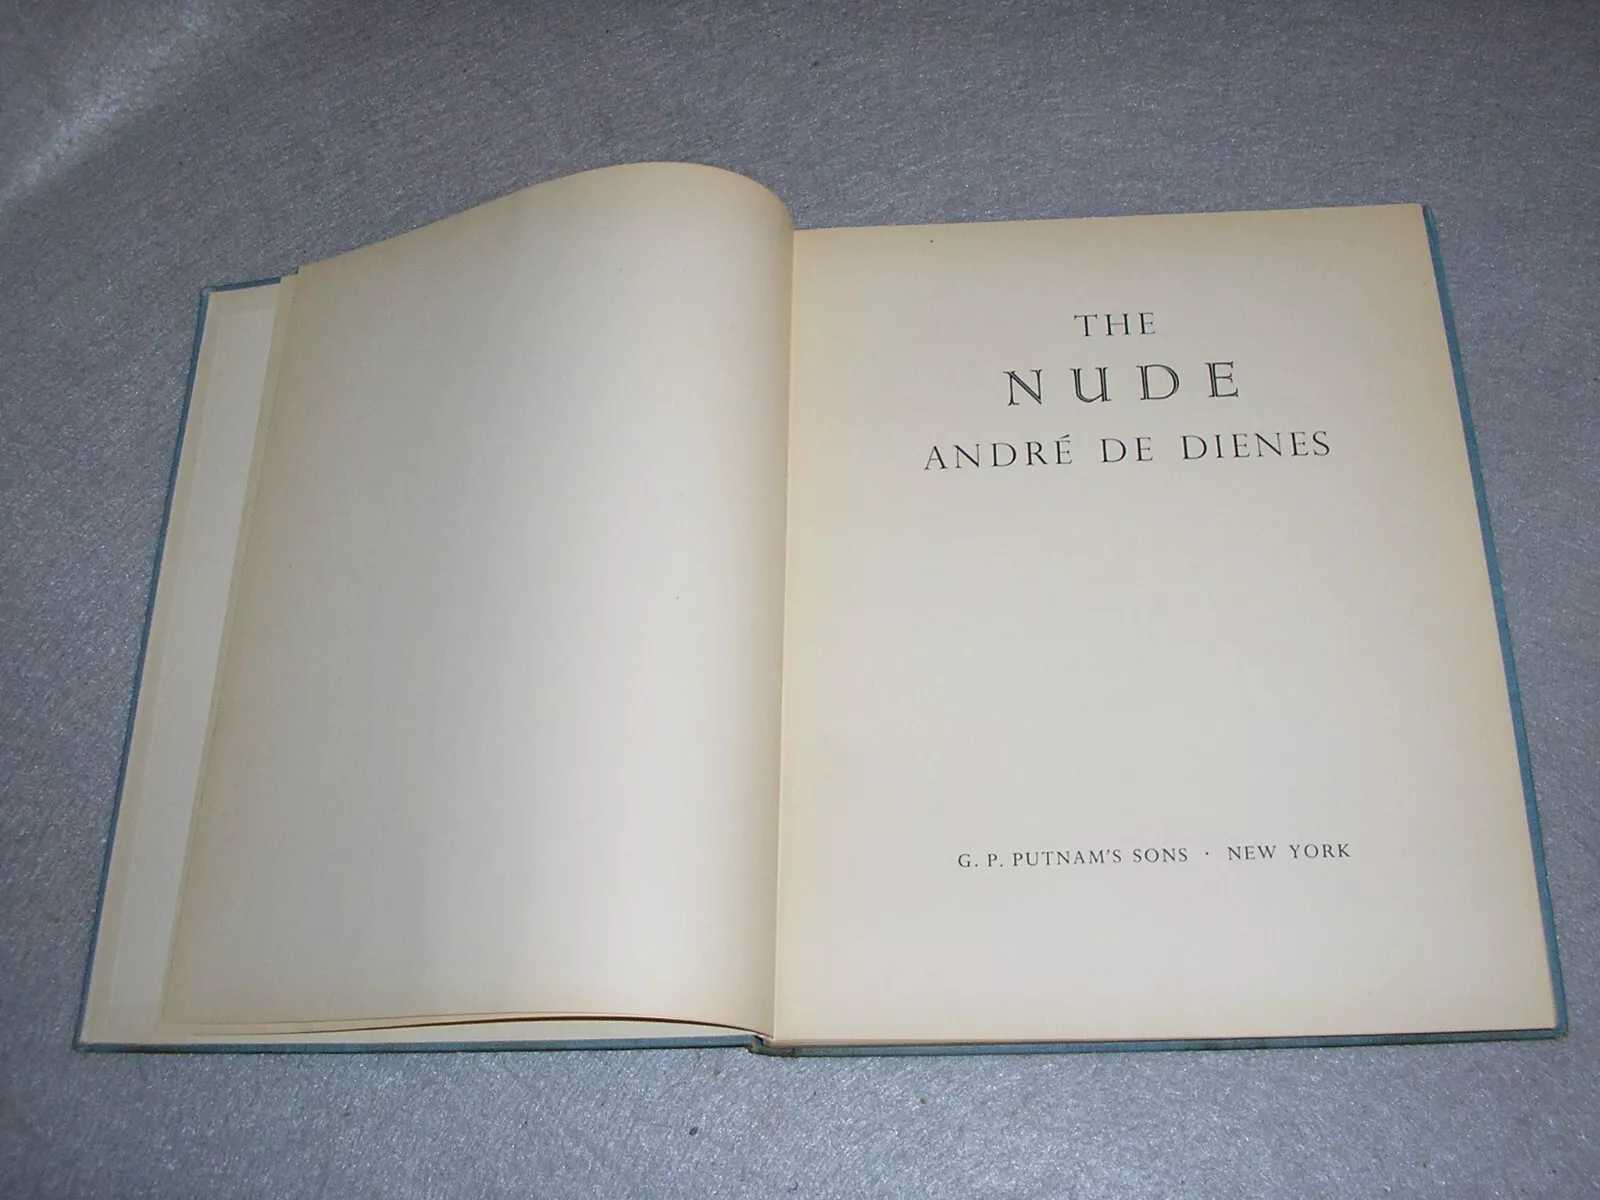 THE
NUDE
ANDRÉ DE DIENES
G. P. PUTNAM'S SONS · NEW YORK